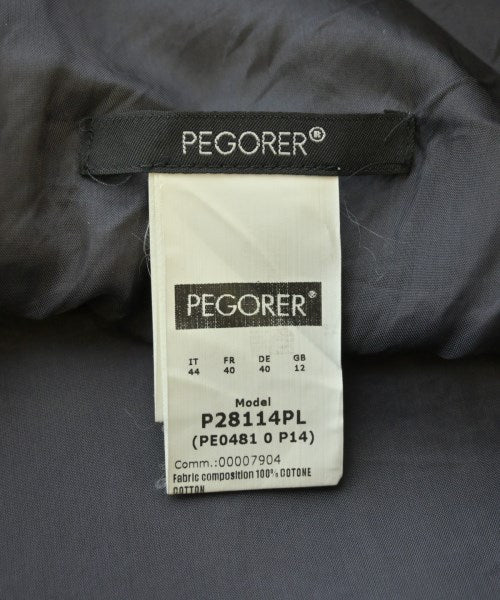 PEGORER®
PEGORER®
IT FR DE GB
44 40 40 12
Model
P28114PL
(PE0481 0 P14)
Comm.:00007904
Fabric composition 100% COTONE
COTTON